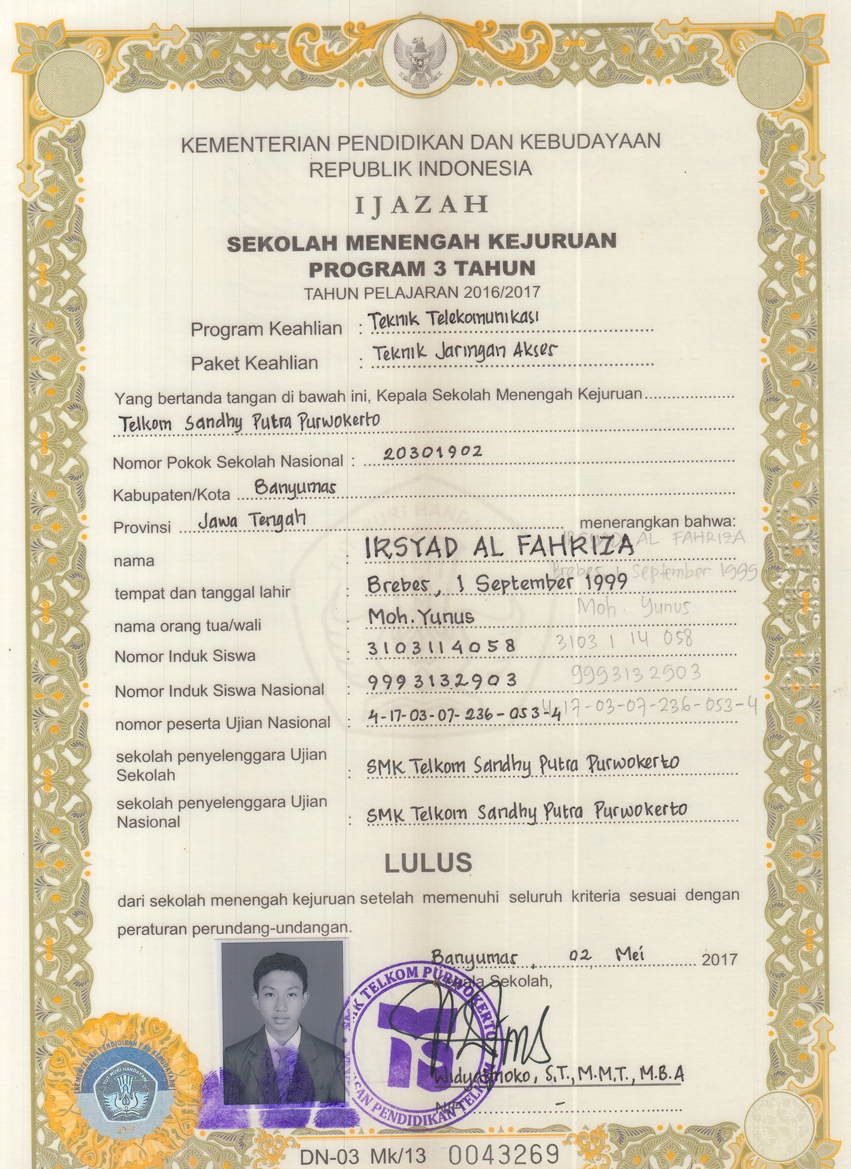 KEMENTERIAN PENDIDIKAN DAN KEBUDAYAAN
REPUBLIK INDONESIA
IJAZAH
SEKOLAH MENENGAH KEJURUAN
PROGRAM 3 TAHUN
TAHUN PELAJARAN 2016/2017
Program Keahlian : Teknik Telekomunikasi
Paket Keahlian : Teknik Jaringan Akses
Yang bertanda tangan di bawah ini, Kepala Sekolah Menengah Kejuruan
Telkom Sandhy Putra Purwokerto
Nomor Pokok Sekolah Nasional : 20301902
Kabupaten/Kota Banyumas
Provinsi Jawa Tengah menerangkan bahwa:
nama : IRSYAD AL FAHRIZA IRSYAD AL FAHRIZA
tempat dan tanggal lahir : Brebes, 1 September 1999 Brebes, 1 September 1999
nama orang tua/wali : Moh. Yunus Moh. Yunus
Nomor Induk Siswa : 3103114058 3103 1 14 058
Nomor Induk Siswa Nasional : 9993132903 9993132903
nomor peserta Ujian Nasional : 4-17-03-07-236-053-4 4-17-03-07-236-053-4
sekolah penyelenggara Ujian
Sekolah : SMK Telkom Sandhy Putra Purwokerto
sekolah penyelenggara Ujian
Nasional : SMK Telkom Sandhy Putra Purwokerto
LULUS
dari sekolah menengah kejuruan setelah memenuhi seluruh kriteria sesuai dengan
peraturan perundang-undangan.
Banyumas, 02 Mei 2017
Kepala Sekolah,
SMK TELKOM PURWOKERTO
PENDIDIKAN TELKOM
Widyatmoko, S.T., M.M.T., M.B.A
NIP -
KEMENTERIAN PENDIDIKAN DAN KEBUDAYAAN
TUT WURI HANDAYANI
DN-03 Mk/13 0043269